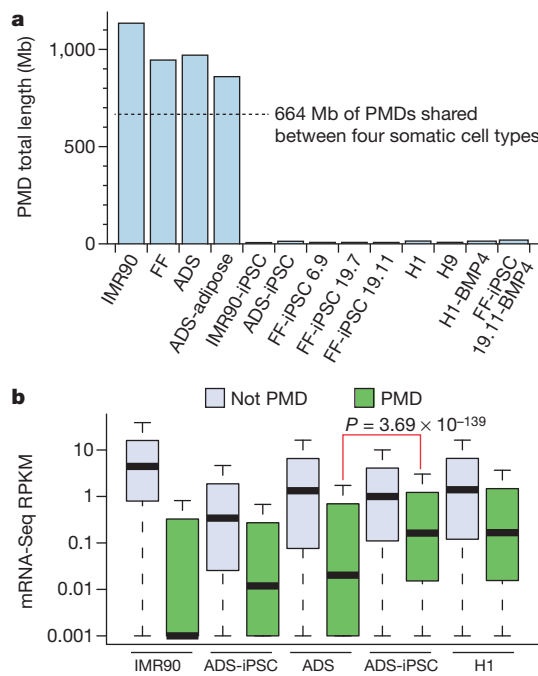 a
PMD total length (Mb)
1,000
500
0
664 Mb of PMDs shared
between four somatic cell types
IMR90
FF
ADS
ADS-adipose
IMR90-iPSC
ADS-iPSC
FF-iPSC 6.9
FF-iPSC 19.7
FF-iPSC 19.11
H1
H9
H1-BMP4
FF-iPSC
19.11-BMP4
b
Not PMD
PMD
P = 3.69 × 10⁻¹³⁹
mRNA-Seq RPKM
10
1
0.1
0.01
0.001
IMR90
ADS-iPSC
ADS
ADS-iPSC
H1